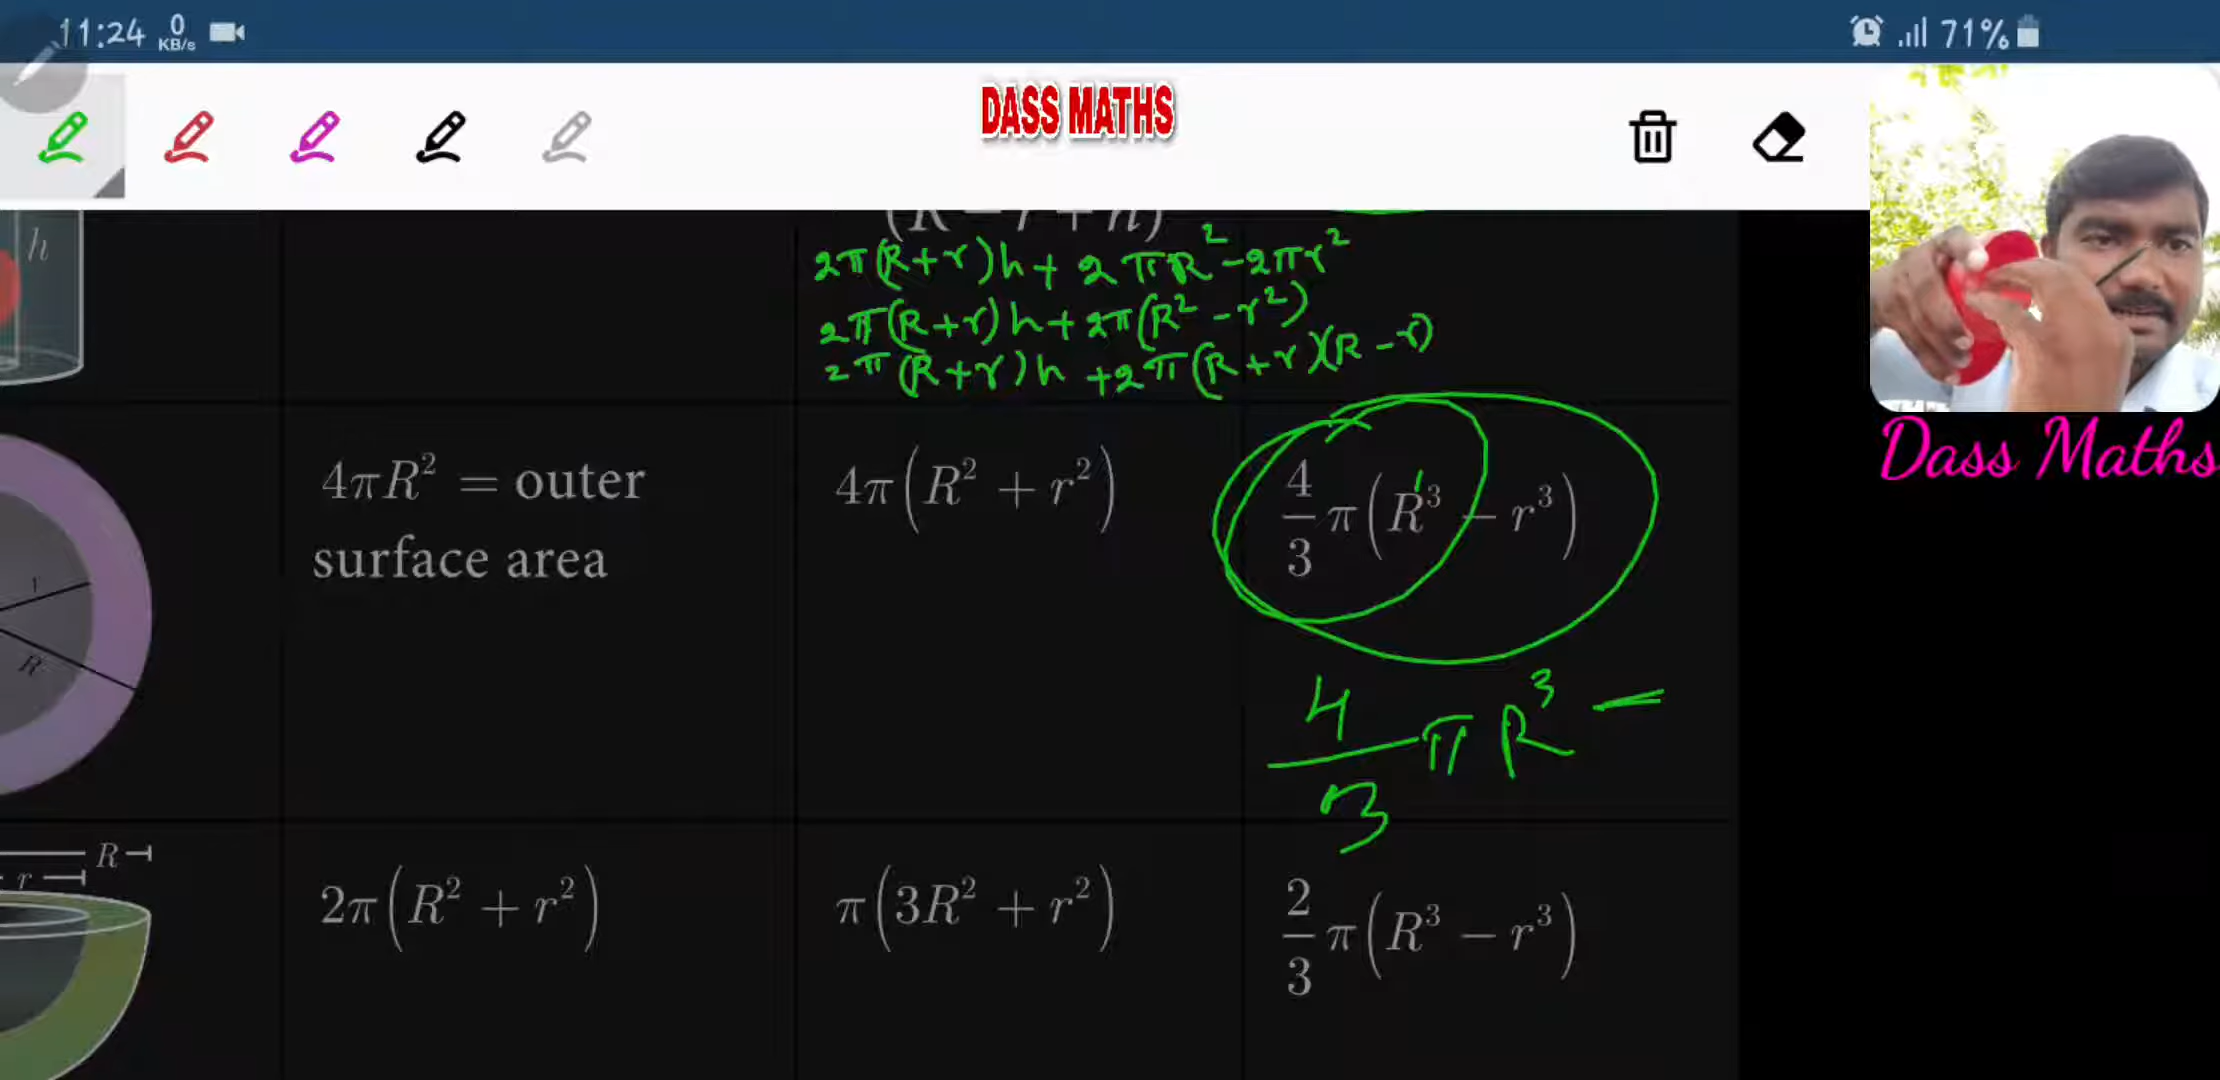 11:24 0 KB/s 71%
DASS MATHS
Dass Maths
h
(R − r + h)
2π(R+r)h + 2πR² - 2πr²
2π(R+r)h + 2π(R² - r²)
2π(R+r)h + 2π(R+r)(R-r)
r
R
4πR² = outer
surface area
4π(R² + r²)
4/3 π(R³ − r³)
4/3 πR³ −
R
r
2π(R² + r²)
π(3R² + r²)
2/3 π(R³ − r³)